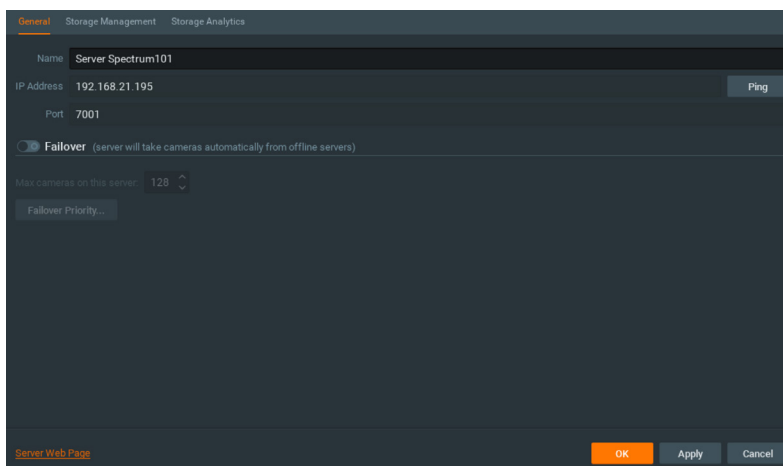 General Storage Management Storage Analytics
Name Server Spectrum101
IP Address 192.168.21.195 Ping
Port 7001
Failover (server will take cameras automatically from offline servers)
Max cameras on this server: 128
Failover Priority...
Server Web Page OK Apply Cancel